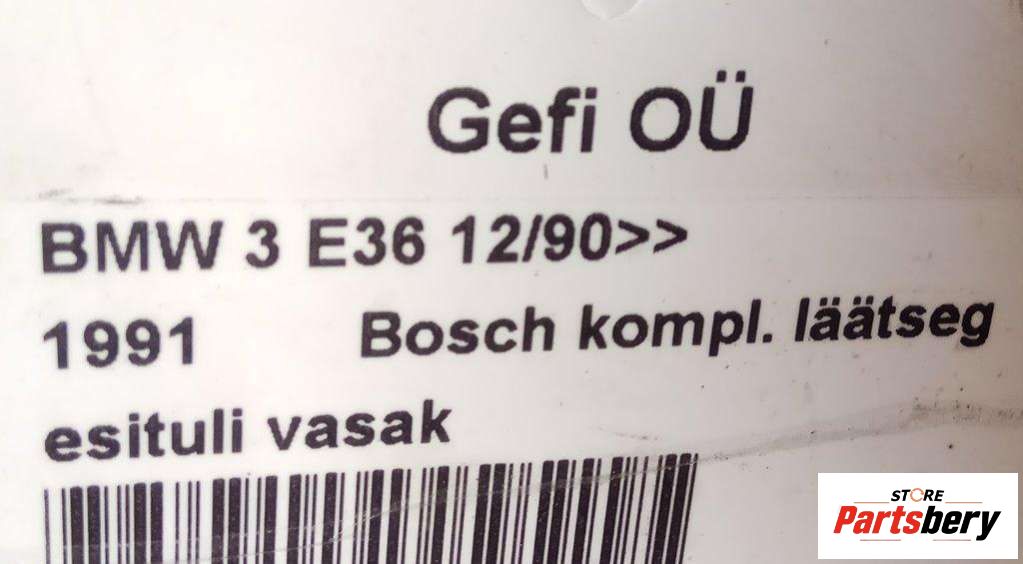 Gefi OÜ
BMW 3 E36 12/90>>
1991 Bosch kompl. läätseg
esituli vasak
STORE
Partsbery